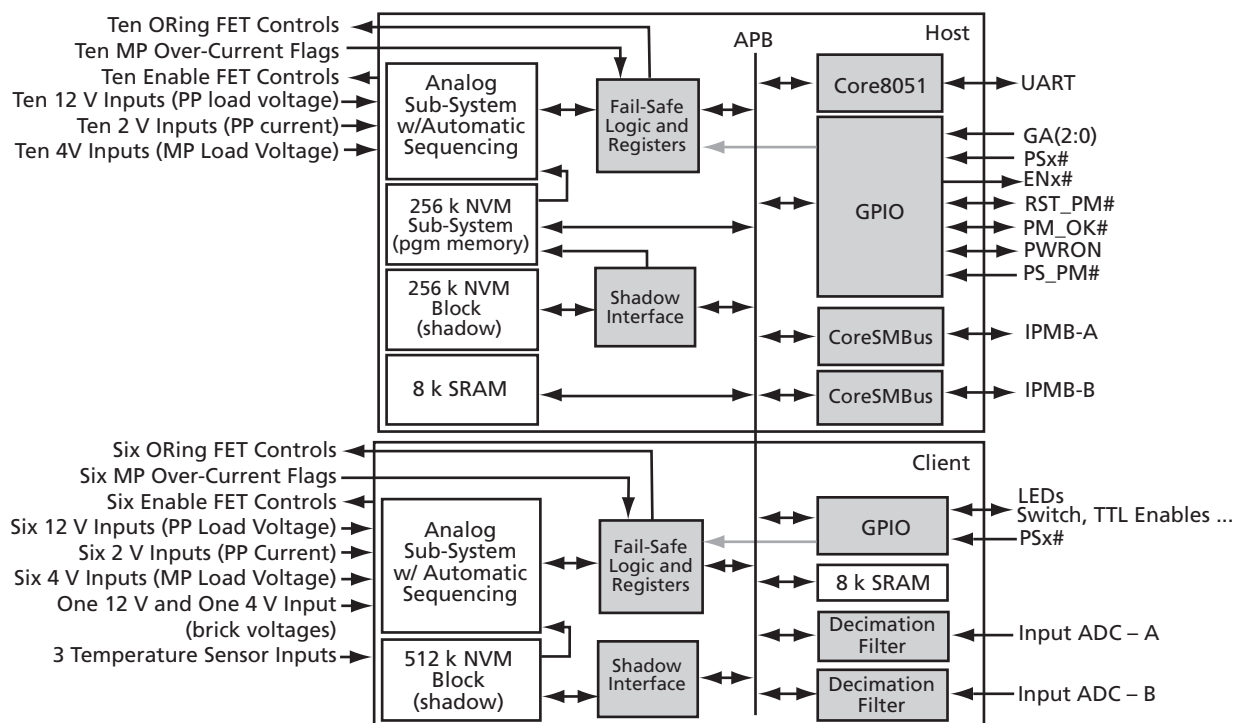 Ten ORing FET Controls
Ten MP Over-Current Flags
Ten Enable FET Controls
Ten 12 V Inputs (PP load voltage)
Ten 2 V Inputs (PP current)
Ten 4V Inputs (MP Load Voltage)
Analog
Sub-System
w/Automatic
Sequencing
256 k NVM
Sub-System
(pgm memory)
256 k NVM
Block
(shadow)
8 k SRAM
Fail-Safe
Logic and
Registers
Shadow
Interface
APB
Host
Core8051
GPIO
CoreSMBus
CoreSMBus
UART
GA(2:0)
PSx#
ENx#
RST_PM#
PM_OK#
PWRON
PS_PM#
IPMB-A
IPMB-B
Six ORing FET Controls
Six MP Over-Current Flags
Six Enable FET Controls
Six 12 V Inputs (PP Load Voltage)
Six 2 V Inputs (PP Current)
Six 4 V Inputs (MP Load Voltage)
One 12 V and One 4 V Input
(brick voltages)
3 Temperature Sensor Inputs
Analog
Sub-System
w/ Automatic
Sequencing
512 k NVM
Block
(shadow)
Fail-Safe
Logic and
Registers
Shadow
Interface
Client
GPIO
8 k SRAM
Decimation
Filter
Decimation
Filter
LEDs
Switch, TTL Enables ...
PSx#
Input ADC – A
Input ADC – B